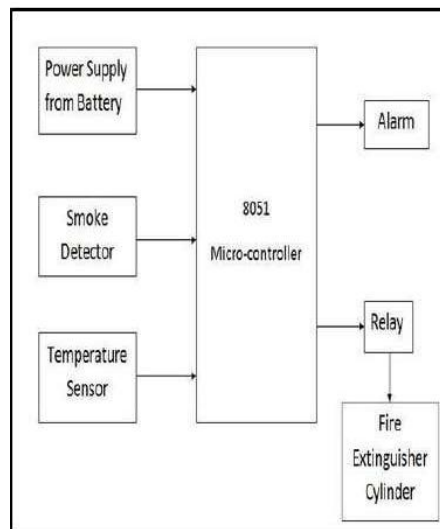 Power Supply
from Battery
Smoke
Detector
Temperature
Sensor
8051
Micro-controller
Alarm
Relay
Fire
Extinguisher
Cylinder